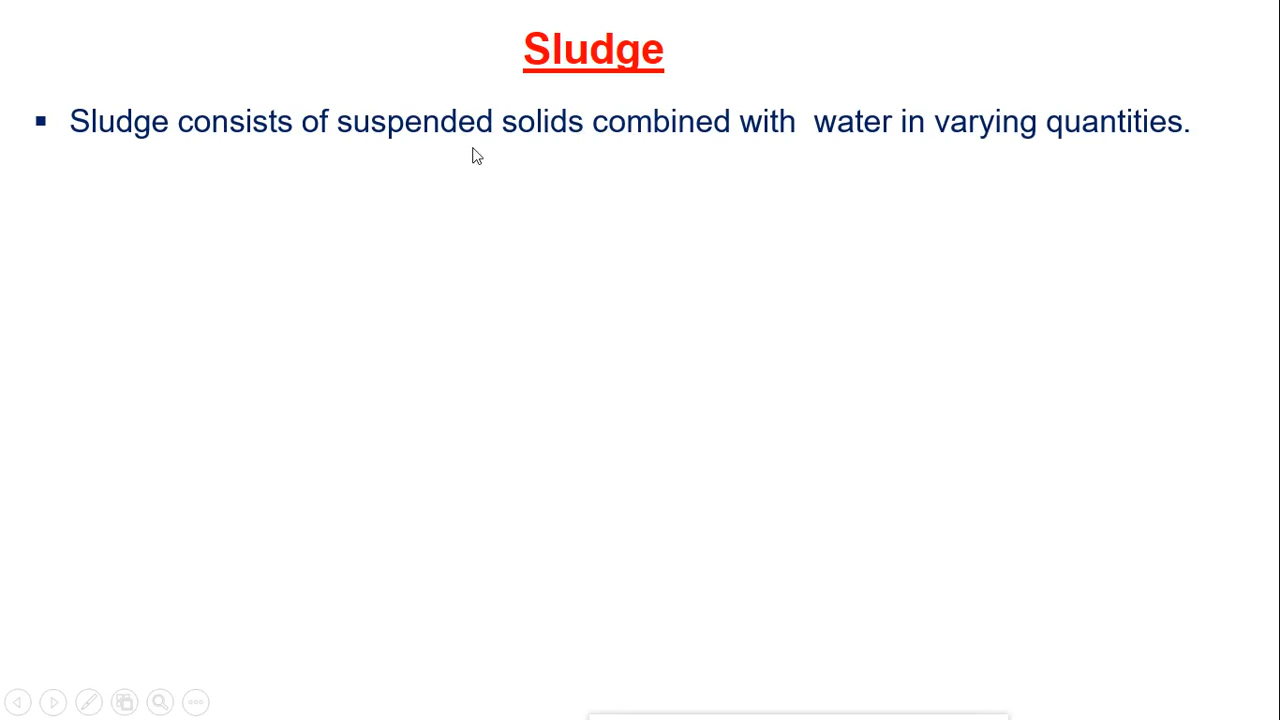 Sludge
▪ Sludge consists of suspended solids combined with  water in varying quantities.